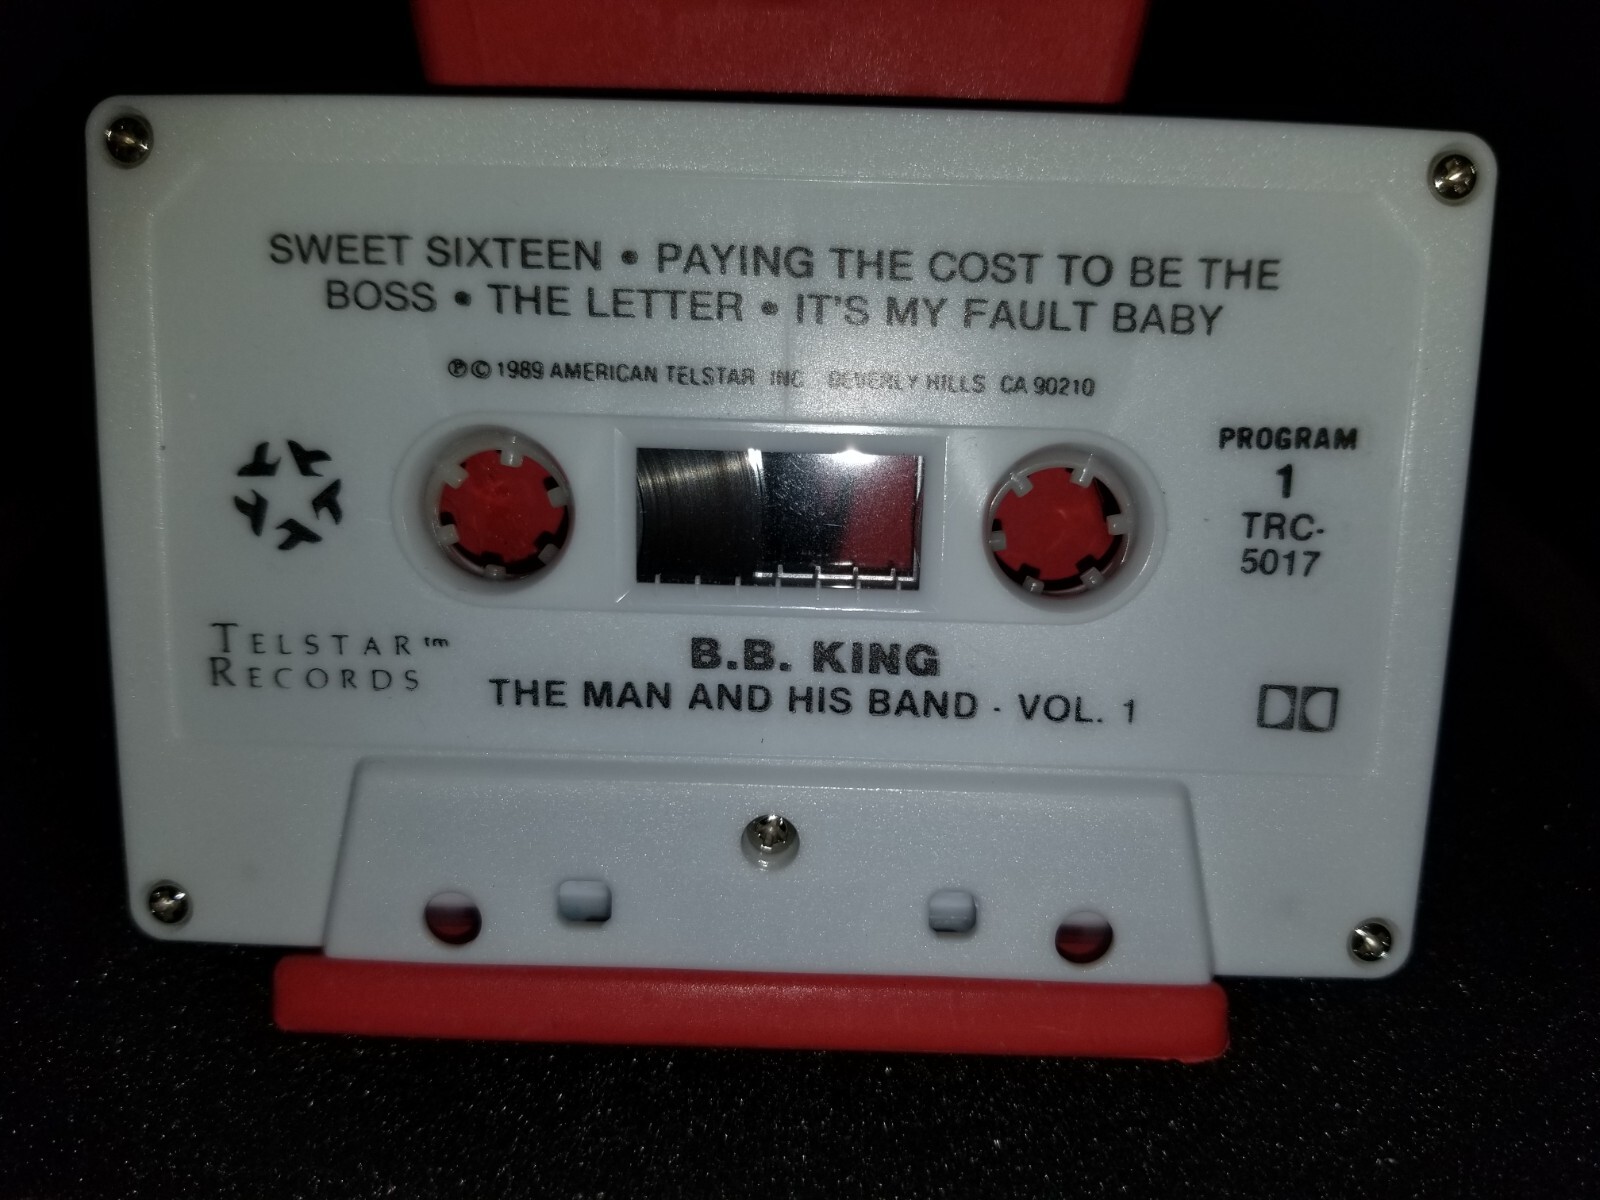 SWEET SIXTEEN • PAYING THE COST TO BE THE
BOSS • THE LETTER • IT'S MY FAULT BABY
℗© 1989 AMERICAN TELSTAR INC BEVERLY HILLS CA 90210
PROGRAM
1
TRC-
5017
TELSTAR™
RECORDS
B.B. KING
THE MAN AND HIS BAND - VOL. 1